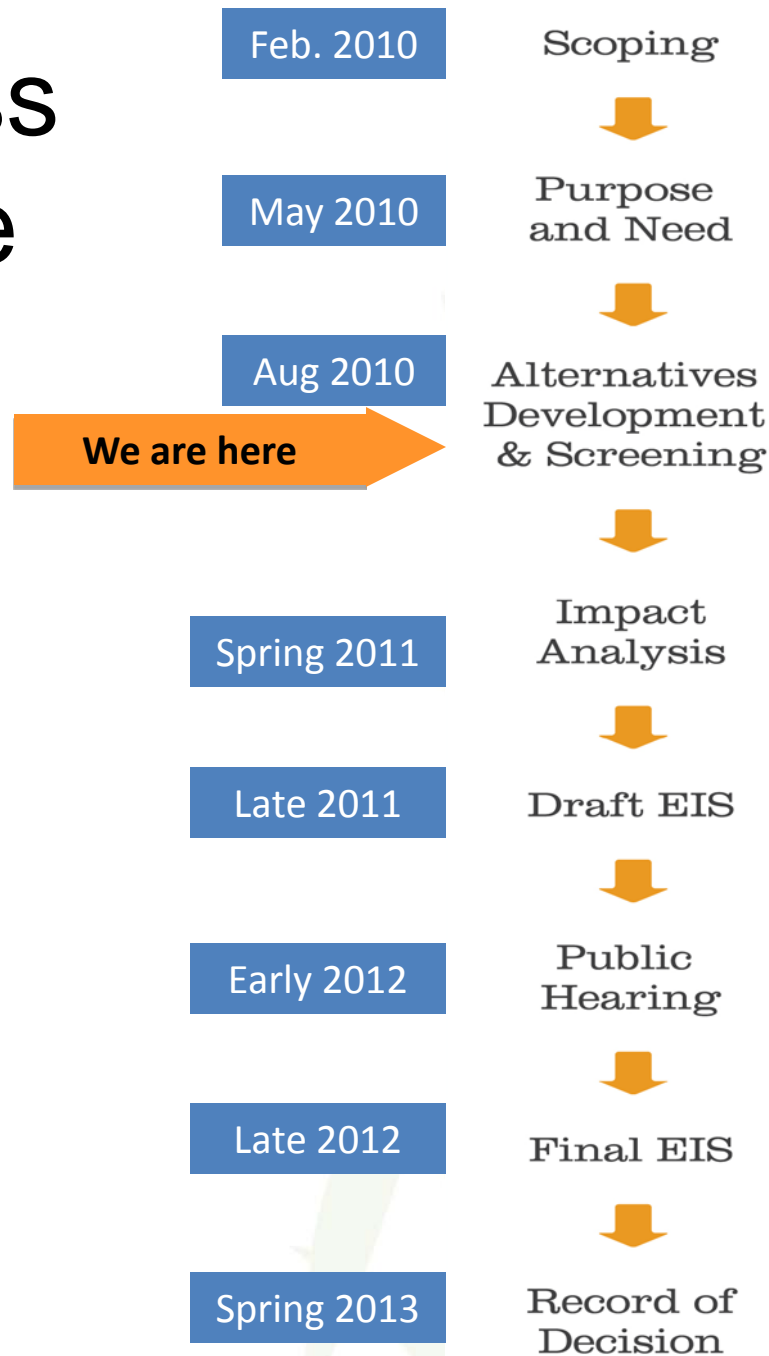 ss
e
Feb. 2010
Scoping
May 2010
Purpose
and Need
Aug 2010
Alternatives
Development
& Screening
We are here
Spring 2011
Impact
Analysis
Late 2011
Draft EIS
Early 2012
Public
Hearing
Late 2012
Final EIS
Spring 2013
Record of
Decision